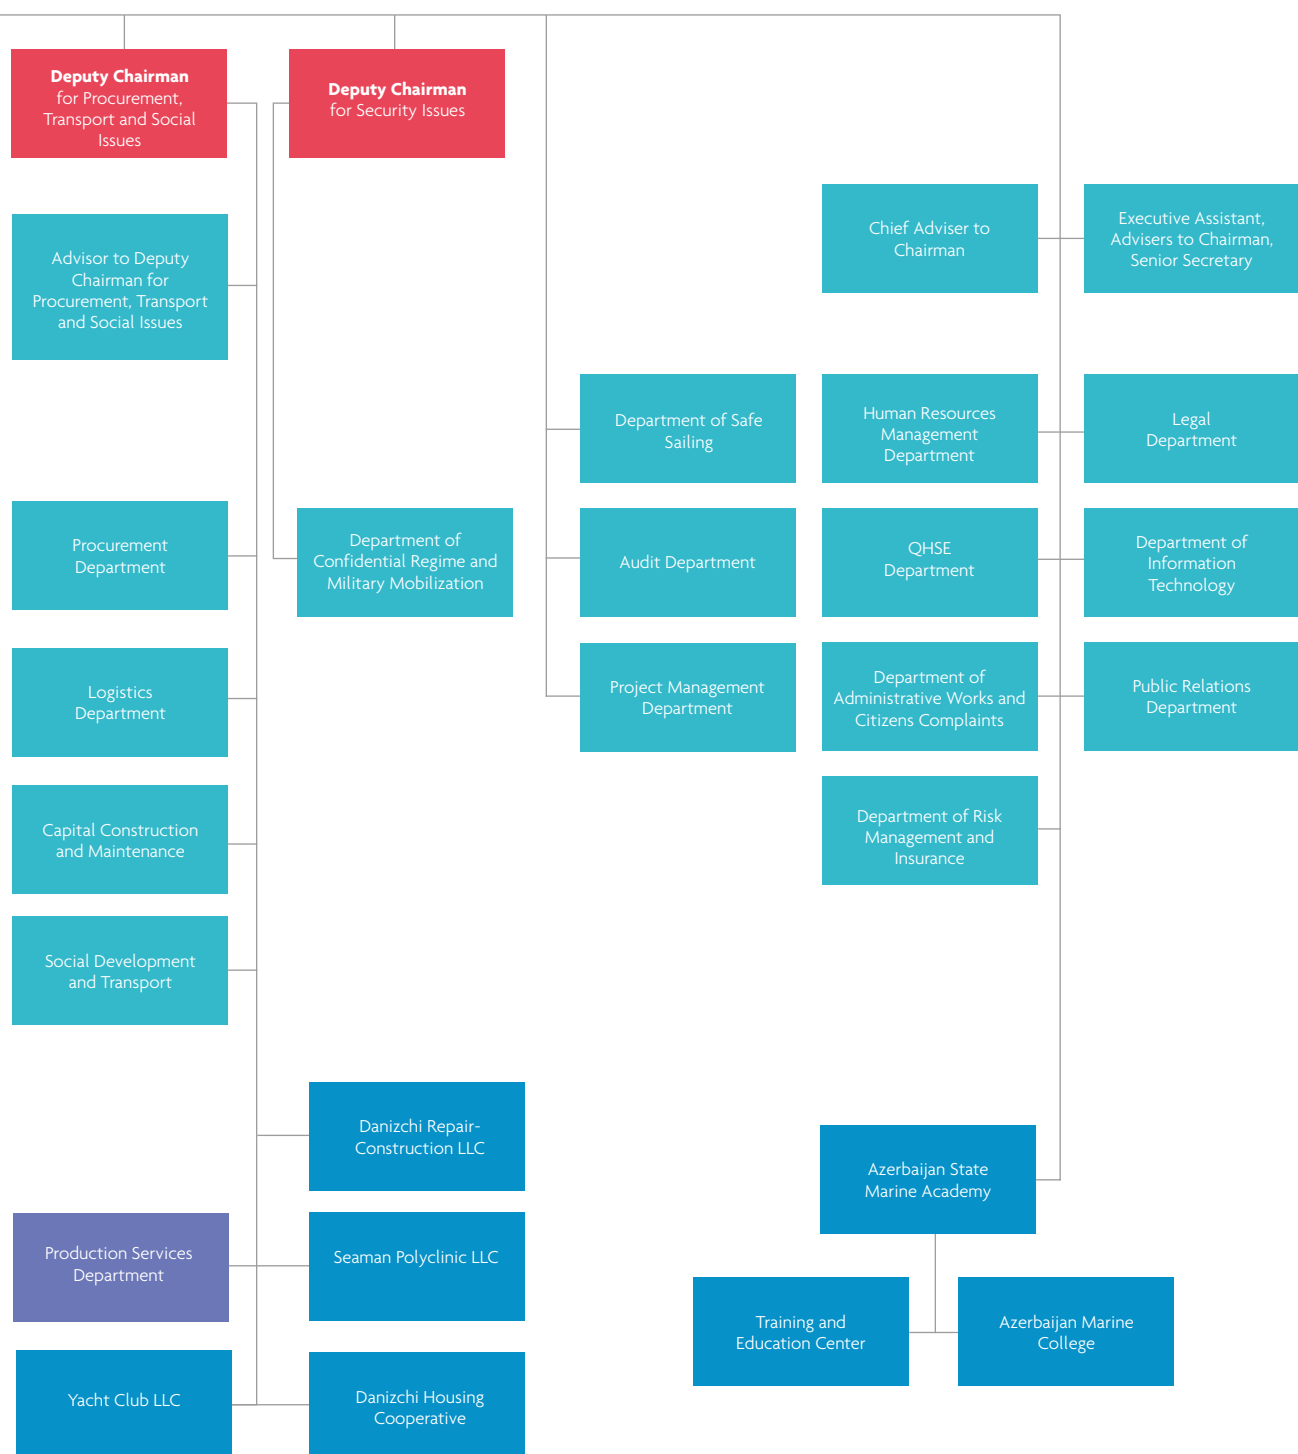 Deputy Chairman
for Procurement,
Transport and Social
Issues
Deputy Chairman
for Security Issues
Chief Adviser to
Chairman
Executive Assistant,
Advisers to Chairman,
Senior Secretary
Advisor to Deputy
Chairman for
Procurement, Transport
and Social Issues
Department of Safe
Sailing
Human Resources
Management
Department
Legal
Department
Procurement
Department
Department of
Confidential Regime and
Military Mobilization
Audit Department
QHSE
Department
Department of
Information
Technology
Logistics
Department
Project Management
Department
Department of
Administrative Works and
Citizens Complaints
Public Relations
Department
Capital Construction
and Maintenance
Department of Risk
Management and
Insurance
Social Development
and Transport
Danizchi Repair-
Construction LLC
Azerbaijan State
Marine Academy
Production Services
Department
Seaman Polyclinic LLC
Training and
Education Center
Azerbaijan Marine
College
Yacht Club LLC
Danizchi Housing
Cooperative